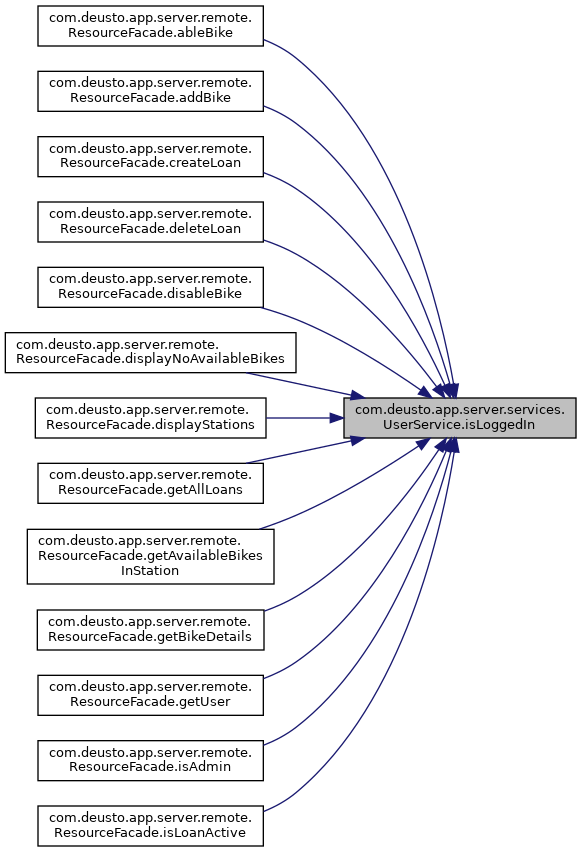 com.deusto.app.server.remote.
ResourceFacade.ableBike
com.deusto.app.server.remote.
ResourceFacade.addBike
com.deusto.app.server.remote.
ResourceFacade.createLoan
com.deusto.app.server.remote.
ResourceFacade.deleteLoan
com.deusto.app.server.remote.
ResourceFacade.disableBike
com.deusto.app.server.remote.
ResourceFacade.displayNoAvailableBikes
com.deusto.app.server.remote.
ResourceFacade.displayStations
com.deusto.app.server.services.
UserService.isLoggedIn
com.deusto.app.server.remote.
ResourceFacade.getAllLoans
com.deusto.app.server.remote.
ResourceFacade.getAvailableBikes
InStation
com.deusto.app.server.remote.
ResourceFacade.getBikeDetails
com.deusto.app.server.remote.
ResourceFacade.getUser
com.deusto.app.server.remote.
ResourceFacade.isAdmin
com.deusto.app.server.remote.
ResourceFacade.isLoanActive